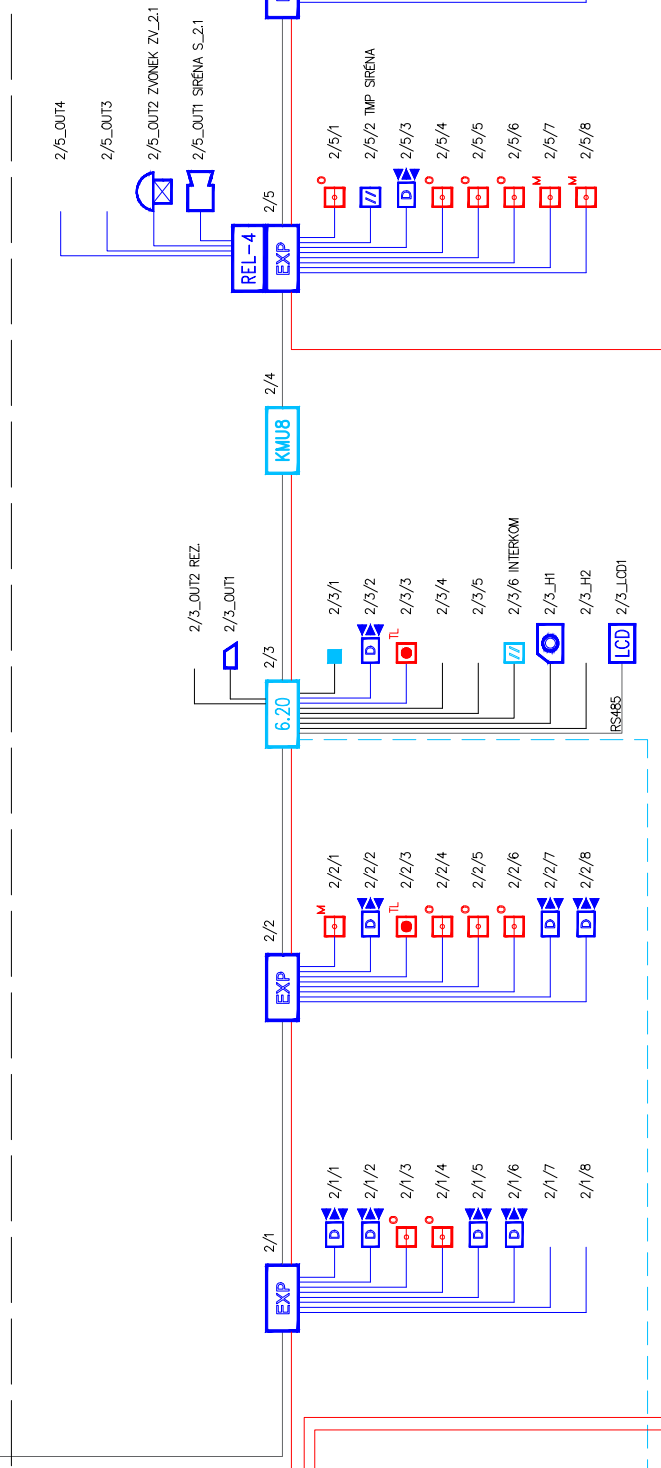 2/5_OUT4
2/5_OUT3
2/5_OUT2 ZVONEK ZV_2.1
2/5_OUT1 SIRÉNA S_2.1
REL-4
EXP
2/5
O
2/5/1
2/5/2 TMP SIRÉNA
D
2/5/3
O
2/5/4
O
2/5/5
O
2/5/6
M
2/5/7
M
2/5/8
KMU8
2/4
2/3_OUT2 REZ.
2/3_OUT1
6.20
2/3
2/3/1
D
2/3/2
TL
2/3/3
2/3/4
2/3/5
2/3/6 INTERKOM
2/3_H1
2/3_H2
RS485
LCD
2/3_LCD1
EXP
2/2
M
2/2/1
D
2/2/2
TL
2/2/3
O
2/2/4
O
2/2/5
O
2/2/6
D
2/2/7
D
2/2/8
EXP
2/1
D
2/1/1
D
2/1/2
O
2/1/3
O
2/1/4
D
2/1/5
D
2/1/6
2/1/7
2/1/8